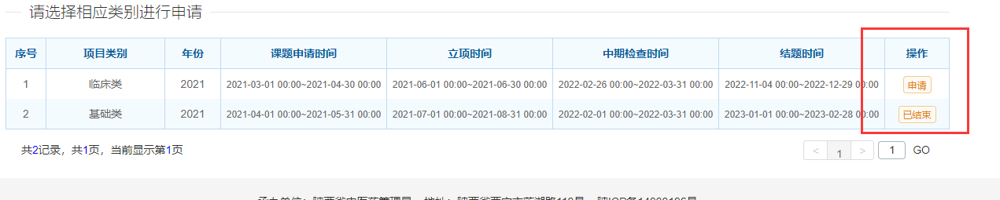 请选择相应类别进行申请
序号 项目类别 年份 课题申请时间 立项时间 中期检查时间 结题时间 操作
1 临床类 2021 2021-03-01 00:00~2021-04-30 00:00 2021-06-01 00:00~2021-06-30 00:00 2022-02-26 00:00~2022-03-31 00:00 2022-11-04 00:00~2022-12-29 00:00 申请
2 基础类 2021 2021-04-01 00:00~2021-05-31 00:00 2021-07-01 00:00~2021-08-31 00:00 2022-02-01 00:00~2022-03-31 00:00 2023-01-01 00:00~2023-02-28 00:00 已结束
共2记录，共1页，当前显示第1页 < 1 > 1 GO